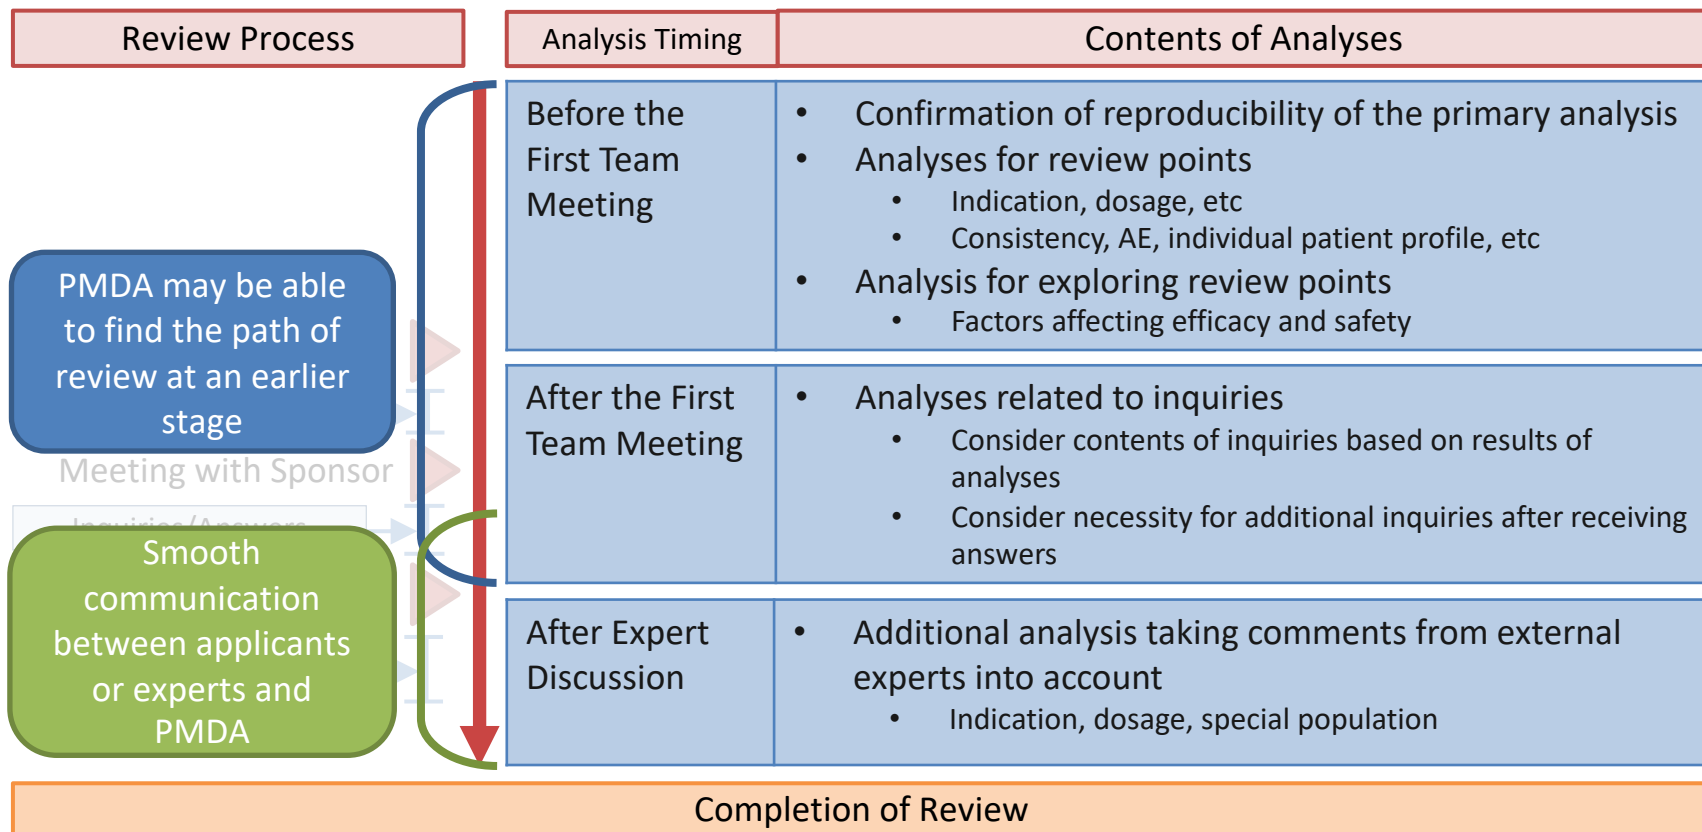 Review Process
Analysis Timing
Contents of Analyses
PMDA may be able
to find the path of
review at an earlier
stage
Meeting with Sponsor
Inquiries/Answers
Smooth
communication
between applicants
or experts and
PMDA
Before the
First Team
Meeting
• Confirmation of reproducibility of the primary analysis
• Analyses for review points
• Indication, dosage, etc
• Consistency, AE, individual patient profile, etc
• Analysis for exploring review points
• Factors affecting efficacy and safety
After the First
Team Meeting
• Analyses related to inquiries
• Consider contents of inquiries based on results of
analyses
• Consider necessity for additional inquiries after receiving
answers
After Expert
Discussion
• Additional analysis taking comments from external
experts into account
• Indication, dosage, special population
Completion of Review